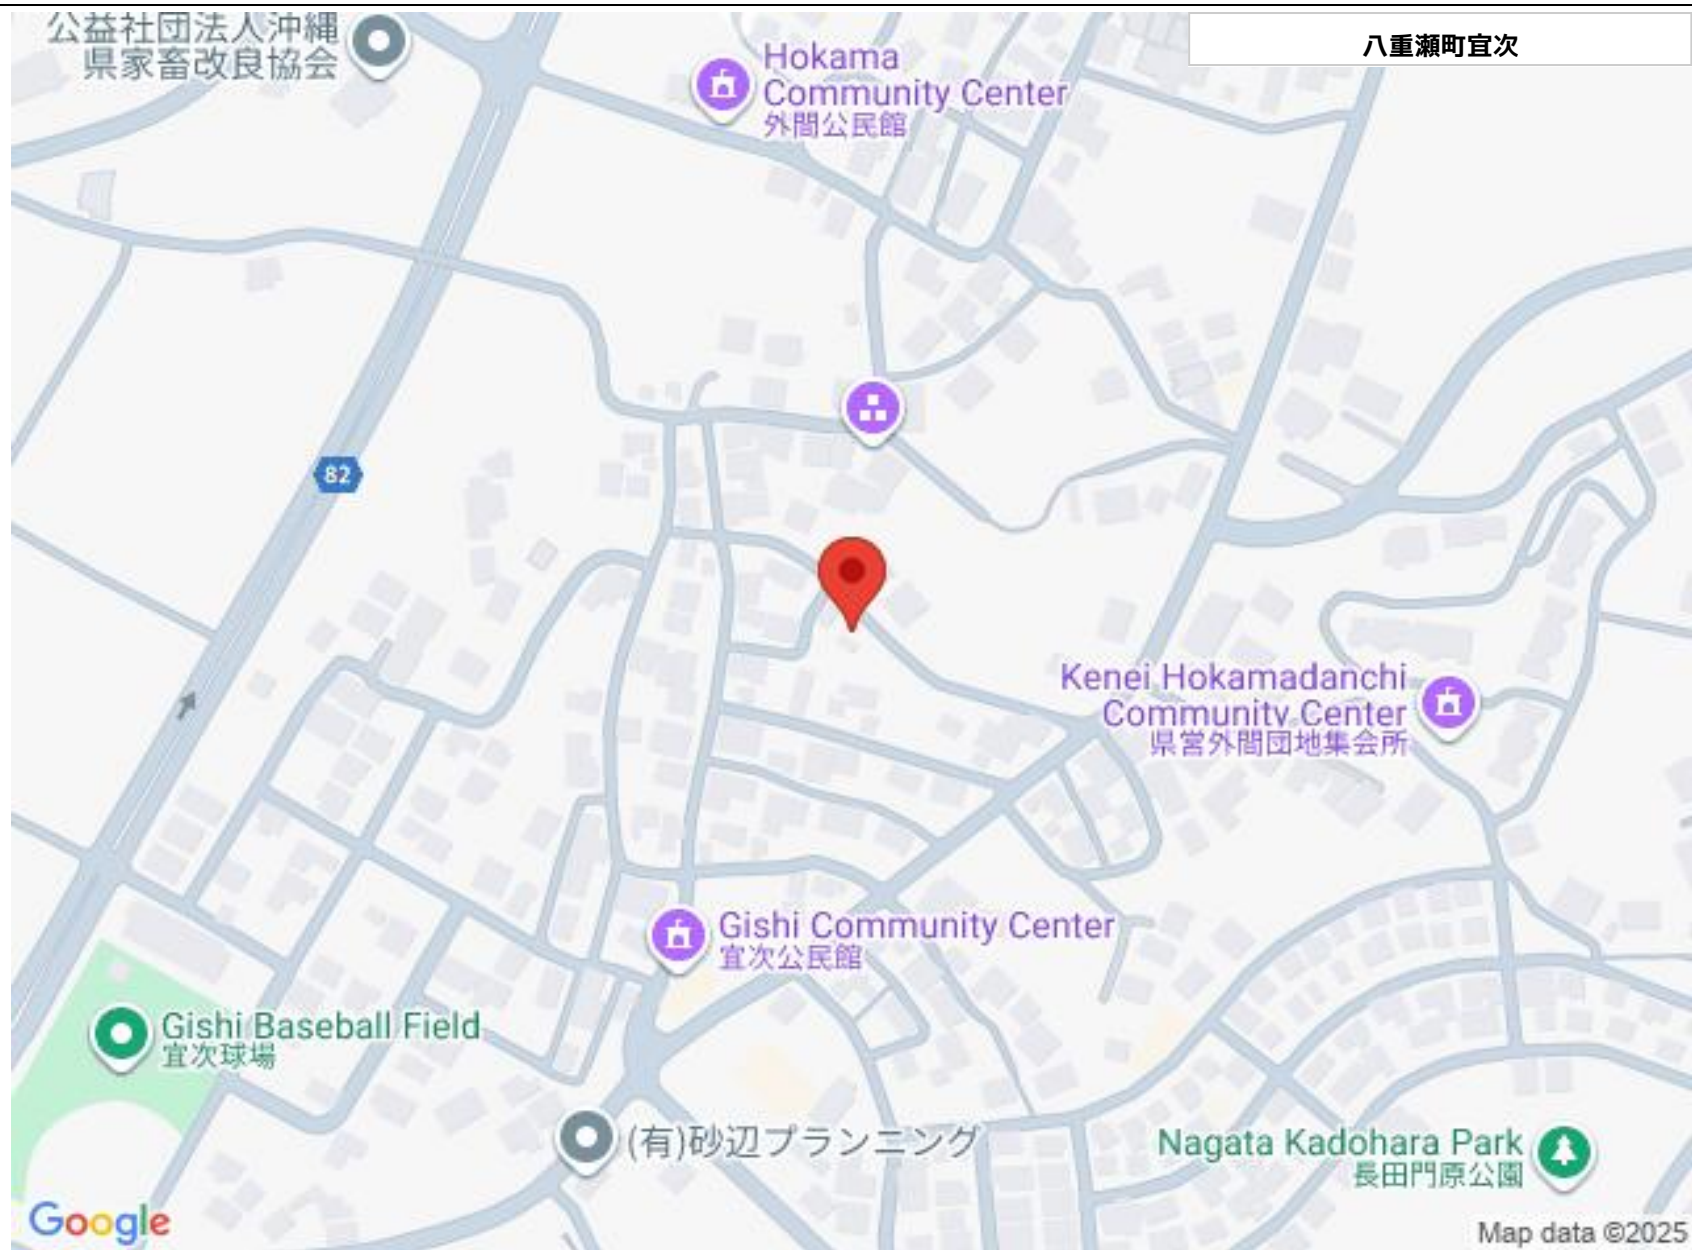 公益社団法人沖縄
県家畜改良協会
Hokama
Community Center
外間公民館
八重瀬町宜次
82
Kenei Hokamadanchi
Community Center
県営外間団地集会所
Gishi Community Center
宜次公民館
Gishi Baseball Field
宜次球場
(有)砂辺プランニング
Nagata Kadohara Park
長田門原公園
Google
Map data ©2025